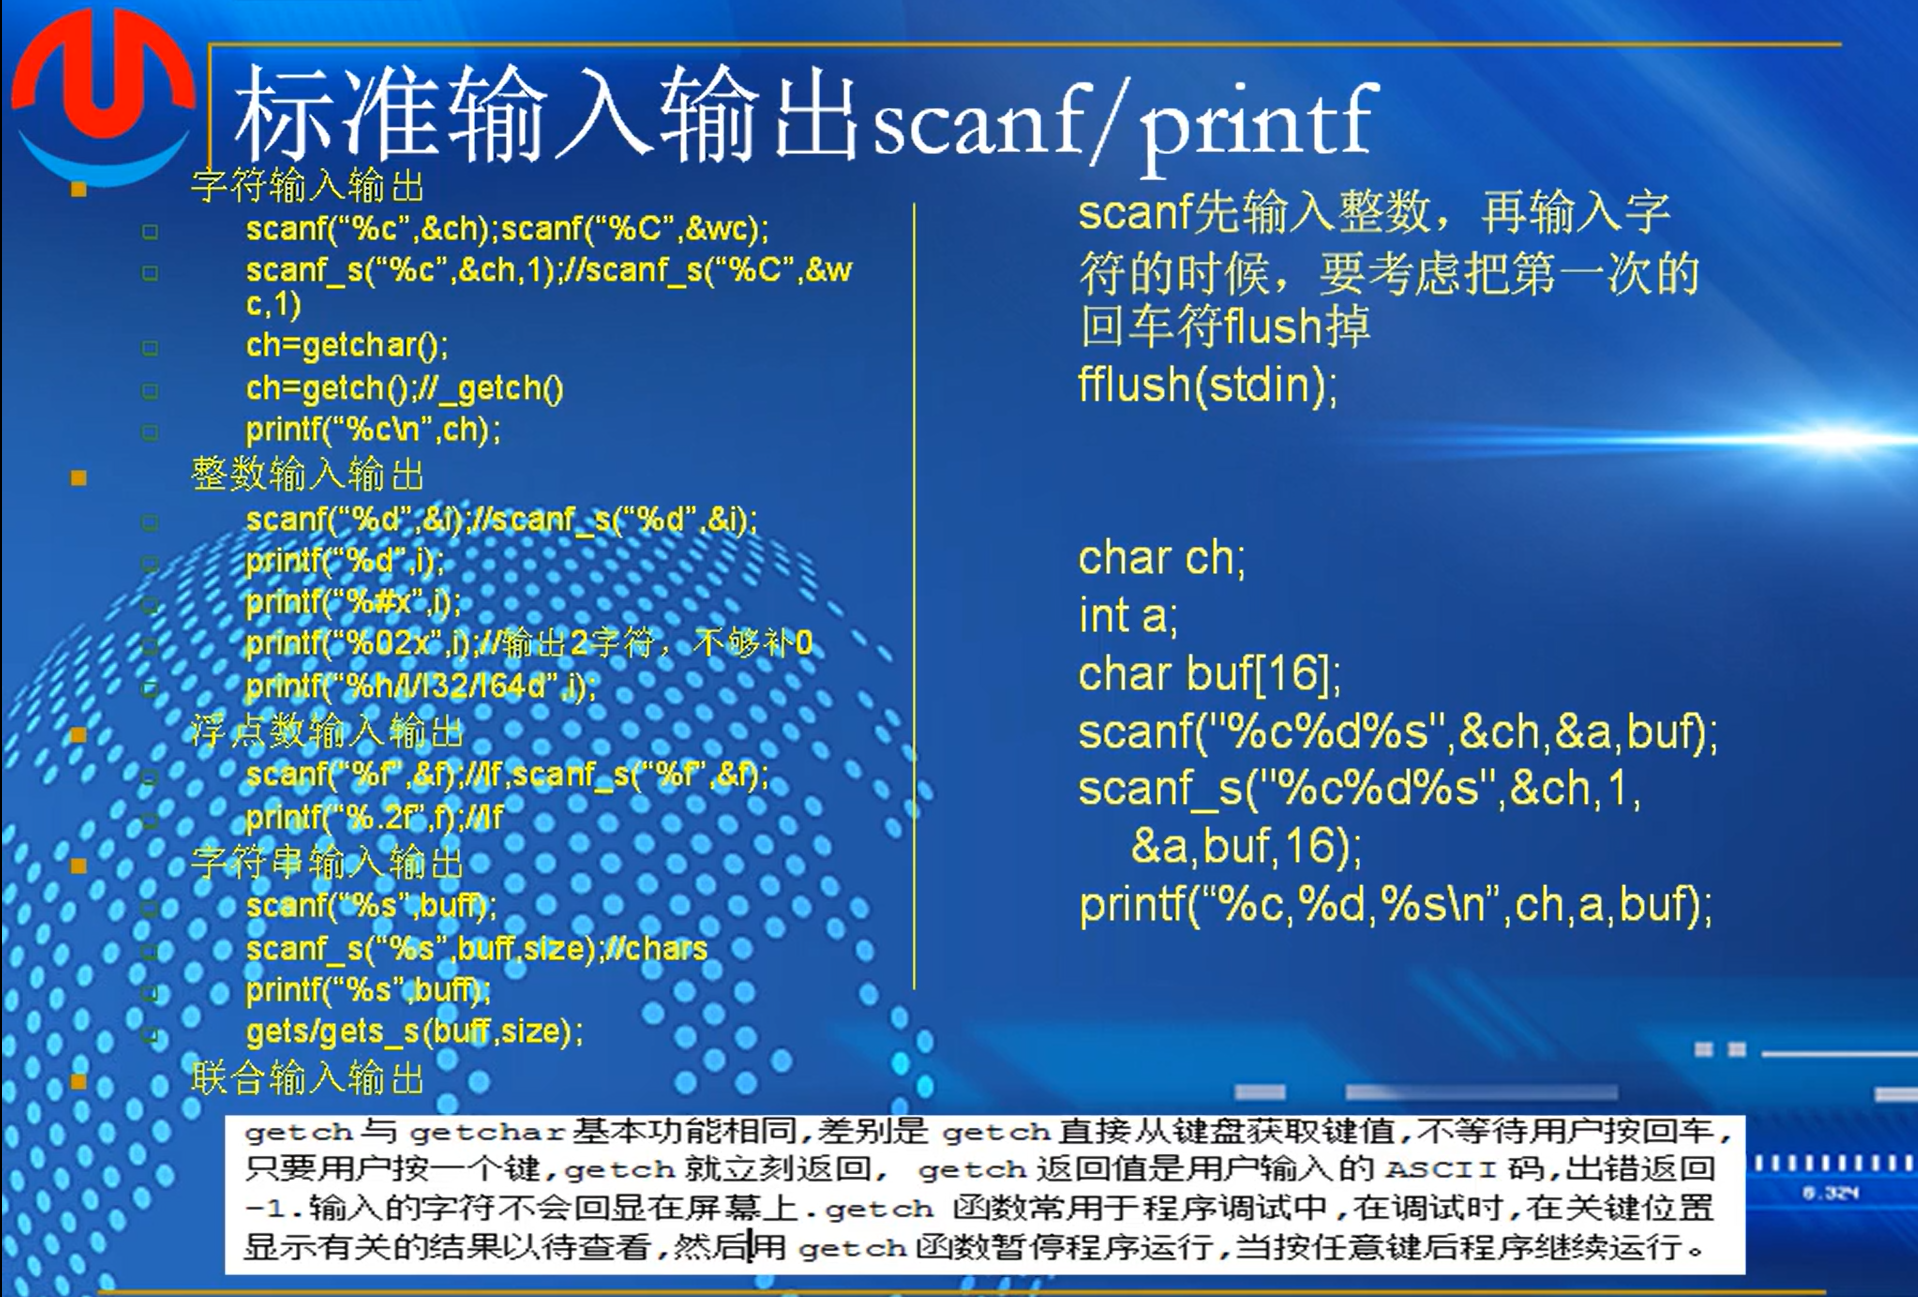 标准输入输出scanf/printf
字符输入输出
scanf(“%c”,&ch);scanf(“%C”,&wc);
scanf_s(“%c”,&ch,1);//scanf_s(“%C”,&w
c,1)
ch=getchar();
ch=getch();//_getch()
printf(“%c\n”,ch);
整数输入输出
scanf(“%d”,&i);//scanf_s(“%d”,&i);
printf(“%d”,i);
printf(“%#x”,i);
printf(“%02x”,i);//输出2字符，不够补0
printf(“%h/l/I32/I64d”,i);
浮点数输入输出
scanf(“%f”,&f);//lf,scanf_s(“%f”,&f);
printf(“%.2f”,f);//lf
字符串输入输出
scanf(“%s”,buff);
scanf_s(“%s”,buff,size);//chars
printf(“%s”,buff);
gets/gets_s(buff,size);
联合输入输出
scanf先输入整数，再输入字
符的时候，要考虑把第一次的
回车符flush掉
fflush(stdin);
char ch;
int a;
char buf[16];
scanf("%c%d%s",&ch,&a,buf);
scanf_s("%c%d%s",&ch,1,
&a,buf,16);
printf(“%c,%d,%s\n”,ch,a,buf);
getch与 getchar基本功能相同,差别是 getch直接从键盘获取键值,不等待用户按回车,
只要用户按一个键,getch就立刻返回, getch返回值是用户输入的 ASCII码,出错返回
-1.输入的字符不会回显在屏幕上.getch 函数常用于程序调试中,在调试时,在关键位置
显示有关的结果以待查看,然后用 getch函数暂停程序运行,当按任意键后程序继续运行。
6.324